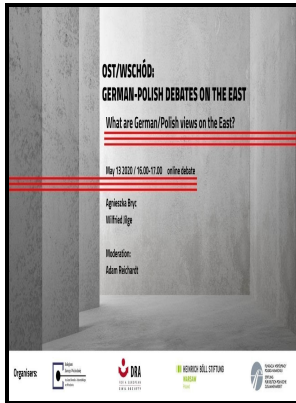 OST/WSCHÓD:
GERMAN-POLISH DEBATES ON THE EAST
What are German/Polish views on the East?
May 13 2020 / 16.00-17.00 online debate
Agnieszka Bryc
Wilfried Jilge
Moderation:
Adam Reichardt
Organisers:
DRA
HEINRICH BÖLL STIFTUNG
WARSAW